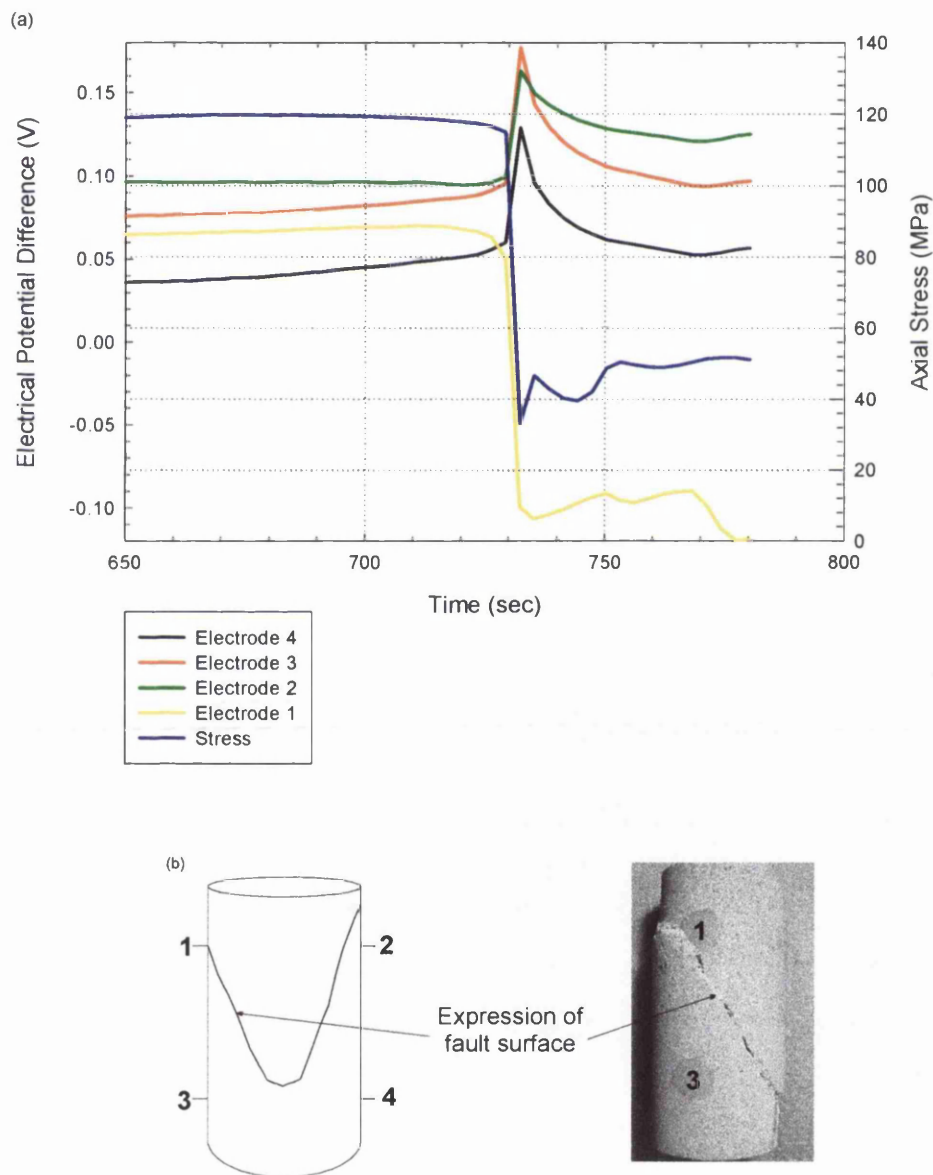 (a)
Electrical Potential Difference (V)
0.15
0.10
0.05
0.00
-0.05
-0.10
140
120
100
80
60
40
20
0
Axial Stress (MPa)
650
700
750
800
Time (sec)
Electrode 4
Electrode 3
Electrode 2
Electrode 1
Stress
(b)
1
2
3
4
Expression of
fault surface
1
3